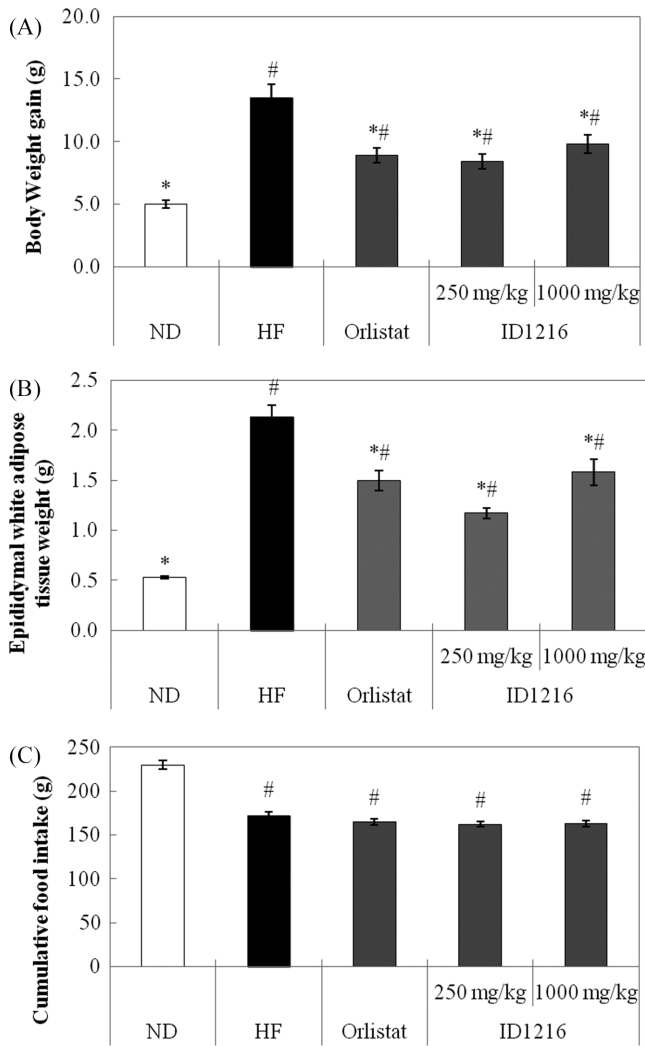 (A)
Body Weight gain (g)
20.0
15.0
10.0
5.0
0.0
*
#
*#
*#
*#
250 mg/kg 1000 mg/kg
ND HF Orlistat ID1216
(B)
Epididymal white adipose
tissue weight (g)
2.5
2.0
1.5
1.0
0.5
0.0
*
#
*#
*#
*#
250 mg/kg 1000 mg/kg
ND HF Orlistat ID1216
(C)
Cumulative food intake (g)
250
200
150
100
50
0
# # # #
250 mg/kg 1000 mg/kg
ND HF Orlistat ID1216